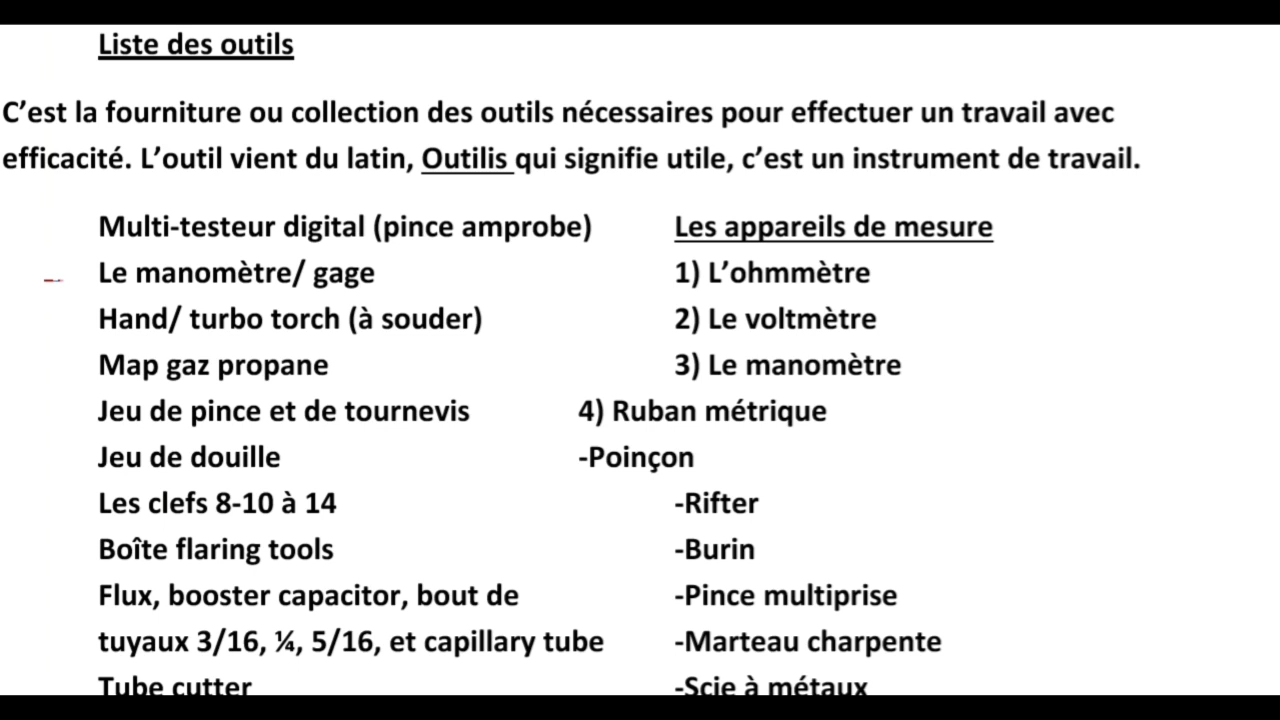 Liste des outils
C’est la fourniture ou collection des outils nécessaires pour effectuer un travail avec
efficacité. L’outil vient du latin, Outilis qui signifie utile, c’est un instrument de travail.
Multi-testeur digital (pince amprobe) Les appareils de mesure
Le manomètre/ gage 1) L’ohmmètre
Hand/ turbo torch (à souder) 2) Le voltmètre
Map gaz propane 3) Le manomètre
Jeu de pince et de tournevis 4) Ruban métrique
Jeu de douille -Poinçon
Les clefs 8-10 à 14 -Rifter
Boîte flaring tools -Burin
Flux, booster capacitor, bout de -Pince multiprise
tuyaux 3/16, ¼, 5/16, et capillary tube -Marteau charpente
Tube cutter -Scie à métaux